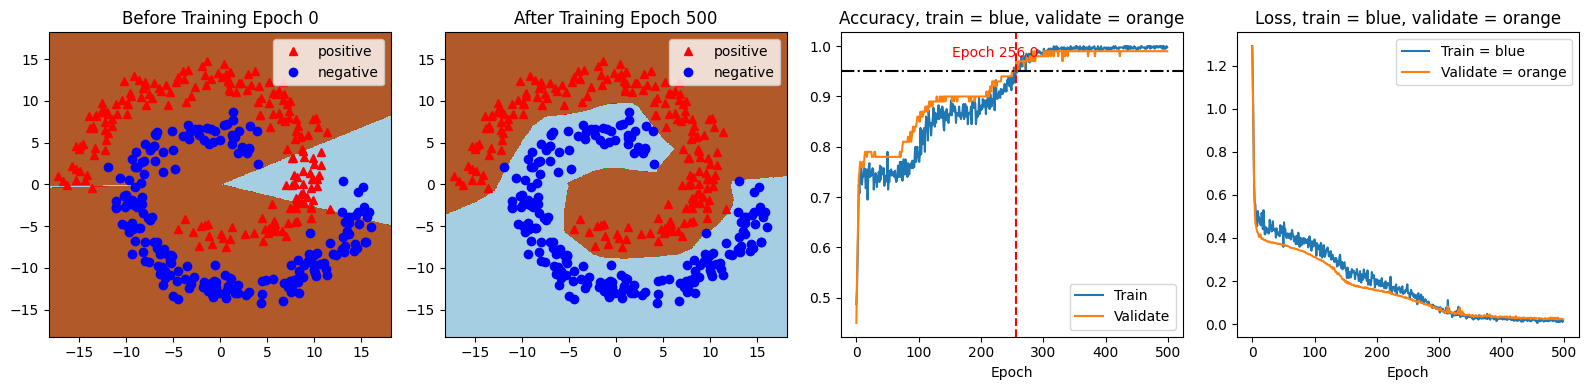 Before Training Epoch 0
positive
negative
15
10
5
0
−5
−10
−15
−15 −10 −5 0 5 10 15
After Training Epoch 500
positive
negative
15
10
5
0
−5
−10
−15
−15 −10 −5 0 5 10 15
Accuracy, train = blue, validate = orange
Epoch 256.0
1.0
0.9
0.8
0.7
0.6
0.5
Train
Validate
0 100 200 300 400 500
Epoch
Loss, train = blue, validate = orange
Train = blue
Validate = orange
1.2
1.0
0.8
0.6
0.4
0.2
0.0
0 100 200 300 400 500
Epoch